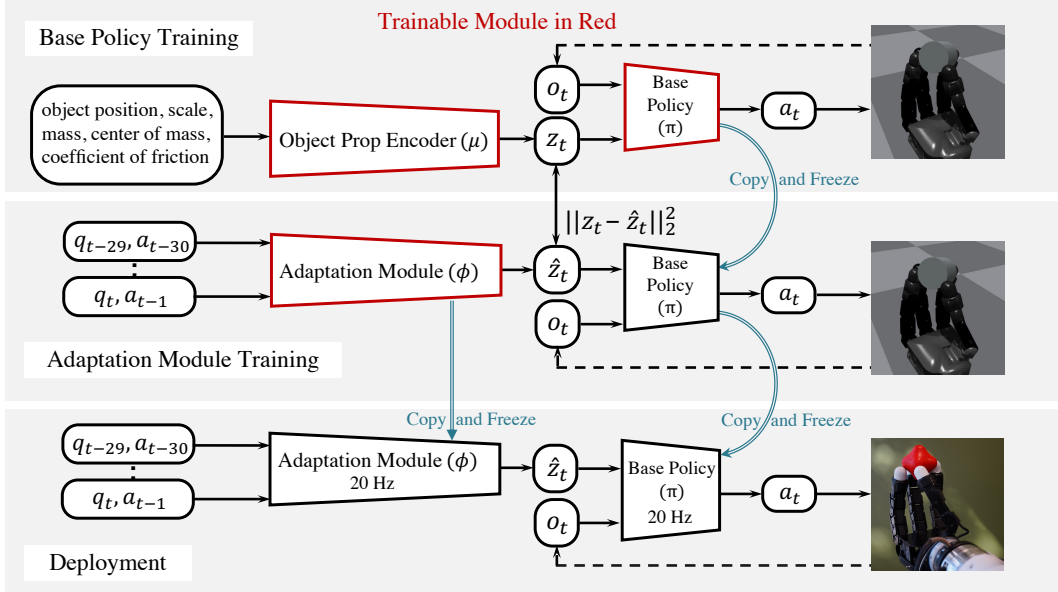 Trainable Module in Red
Base Policy Training
object position, scale,
mass, center of mass,
coefficient of friction
Object Prop Encoder (μ)
o_t
z_t
Base
Policy
(π)
a_t
Copy and Freeze
||z_t − ẑ_t||_2^2
q_{t−29}, a_{t−30}
q_t, a_{t−1}
Adaptation Module (ϕ)
ẑ_t
o_t
Base
Policy
(π)
a_t
Adaptation Module Training
Copy and Freeze
Copy and Freeze
q_{t−29}, a_{t−30}
q_t, a_{t−1}
Adaptation Module (ϕ)
20 Hz
ẑ_t
o_t
Base Policy
(π)
20 Hz
a_t
Deployment